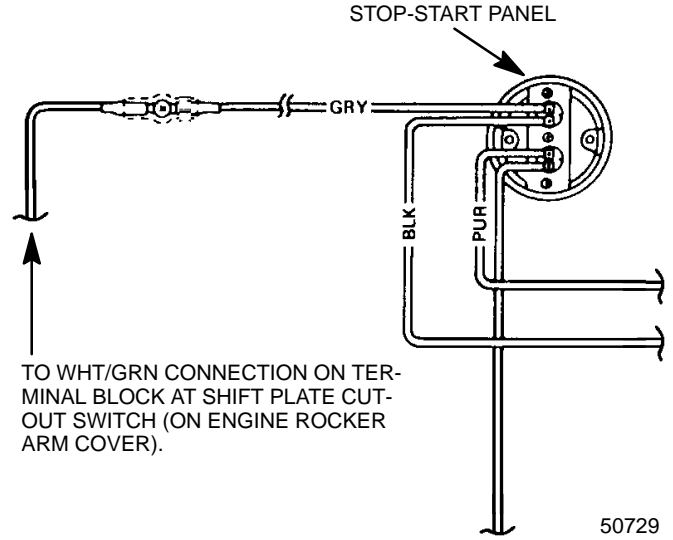 STOP-START PANEL
GRY
BLK
PUR
TO WHT/GRN CONNECTION ON TER-
MINAL BLOCK AT SHIFT PLATE CUT-
OUT SWITCH (ON ENGINE ROCKER
ARM COVER).
50729